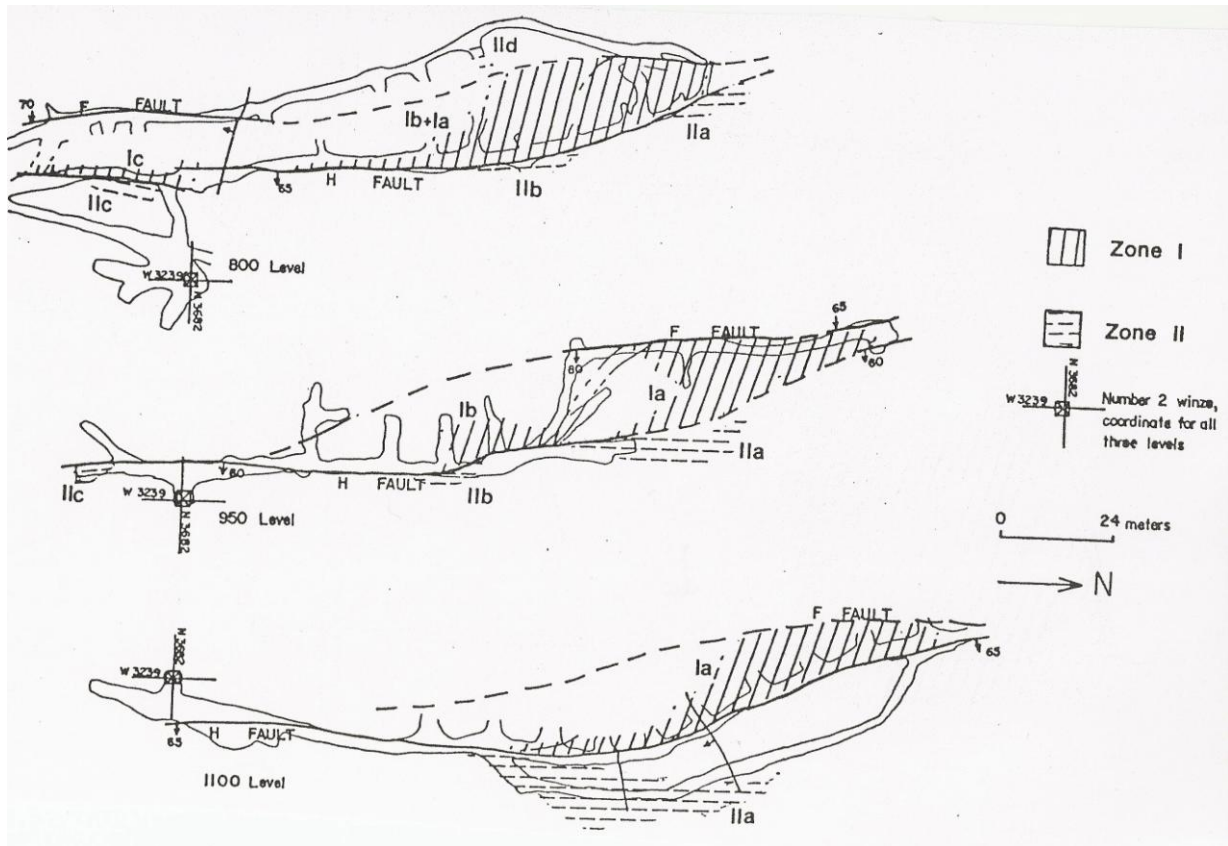 IId
70
F FAULT
Ib+Ia
IIa
Ic
65
H FAULT
IIb
IIc
W 3239
N 3682
800 Level
Zone I
Zone II
W 3239
N 3682
Number 2 winze,
coordinate for all
three levels
65
F FAULT
80
60
Ia
Ib
IIa
60
H FAULT
IIb
IIc
W 3239
N 3682
950 Level
0 24 meters
N
F FAULT
65
Ia
N 3682
W 3239
65
H FAULT
1100 Level
IIa